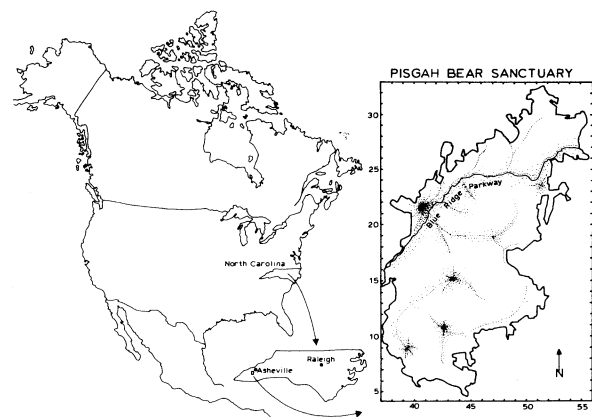 PISGAH BEAR SANCTUARY
33
30
25
20
15
10
5
40
45
50
55
Blue Ridge Parkway
N
North Carolina
Raleigh
Asheville